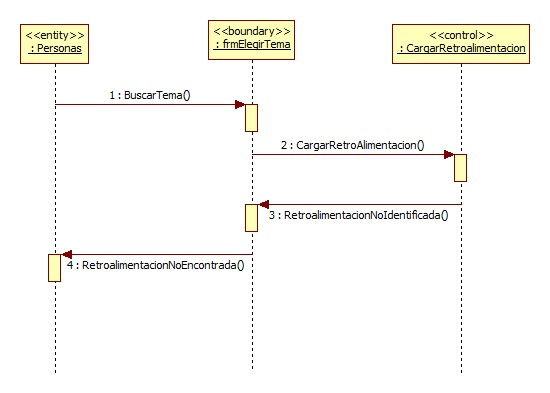 <<entity>>
: Personas
<<boundary>>
: frmElegirTema
<<control>>
: CargarRetroalimentacion
1 : BuscarTema()
2 : CargarRetroAlimentacion()
3 : RetroalimentacionNoIdentificada()
4 : RetroalimentacionNoEncontrada()